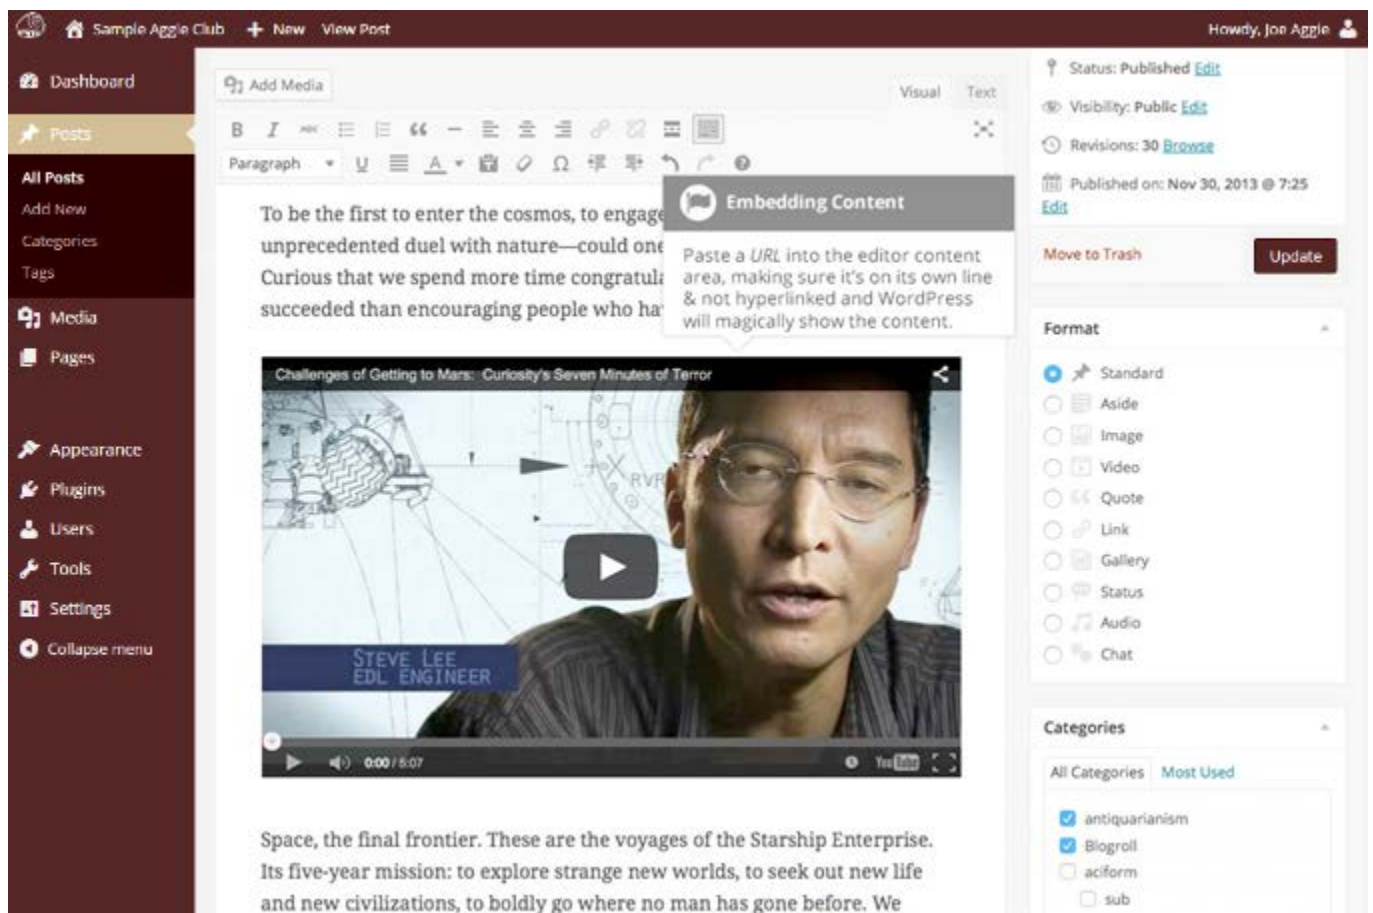 Sample Aggie Club
New
View Post
Howdy, Joe Aggie
Dashboard
Posts
All Posts
Add New
Categories
Tags
Media
Pages
Appearance
Plugins
Users
Tools
Settings
Collapse menu
Add Media
Visual
Text
B I ABC
Paragraph
U A Ω
To be the first to enter the cosmos, to engage
unprecedented duel with nature—could one
Curious that we spend more time congratula
succeeded than encouraging people who ha
Embedding Content
Paste a URL into the editor content
area, making sure it's on its own line
& not hyperlinked and WordPress
will magically show the content.
Challenges of Getting to Mars: Curiosity's Seven Minutes of Terror
RVR
STEVE LEE
EDL ENGINEER
0:00 / 5:07
YouTube
Space, the final frontier. These are the voyages of the Starship Enterprise.
Its five-year mission: to explore strange new worlds, to seek out new life
and new civilizations, to boldly go where no man has gone before. We
Status: Published Edit
Visibility: Public Edit
Revisions: 30 Browse
Published on: Nov 30, 2013 @ 7:25
Edit
Move to Trash
Update
Format
Standard
Aside
Image
Video
Quote
Link
Gallery
Status
Audio
Chat
Categories
All Categories
Most Used
antiquarianism
Blogroll
aciform
sub